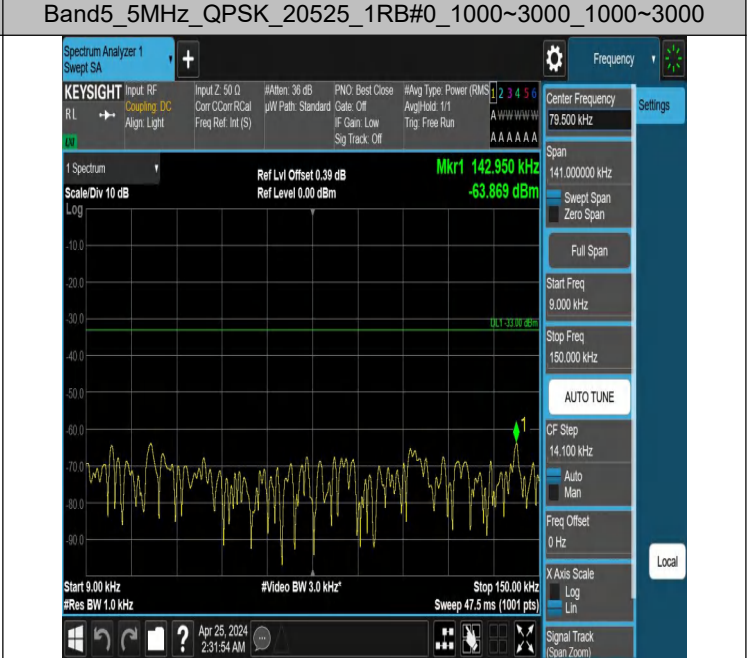 Band5_5MHz_QPSK_20525_1RB#0_1000~3000_1000~3000
Spectrum Analyzer 1
Swept SA
Frequency
KEYSIGHT
RL
Input: RF
Coupling: DC
Align: Light
Input Z: 50 Ω
Corr CCorr RCal
Freq Ref: Int (S)
#Atten: 36 dB
µW Path: Standard
PNO: Best Close
Gate: Off
IF Gain: Low
Sig Track: Off
#Avg Type: Power (RMS
Avg|Hold: 1/1
Trig: Free Run
1 2 3 4 5 6
A W W W W W
A A A A A A
Center Frequency
79.500 kHz
Settings
1 Spectrum
Scale/Div 10 dB
Log
Ref Lvl Offset 0.39 dB
Ref Level 0.00 dBm
Mkr1 142.950 kHz
-63.869 dBm
Span
141.000000 kHz
Swept Span
Zero Span
Full Span
Start Freq
9.000 kHz
Stop Freq
150.000 kHz
AUTO TUNE
CF Step
14.100 kHz
Auto
Man
Freq Offset
0 Hz
X Axis Scale
Log
Lin
Signal Track
(Span Zoom)
Local
-10.0
-20.0
-30.0
DL1 -33.00 dBm
-40.0
-50.0
-60.0
1
-70.0
-80.0
-90.0
Start 9.00 kHz
#Res BW 1.0 kHz
#Video BW 3.0 kHz*
Stop 150.00 kHz
Sweep 47.5 ms (1001 pts)
?
Apr 25, 2024
2:31:54 AM